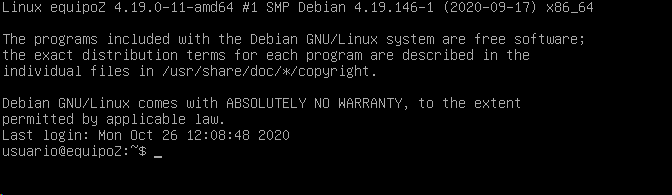 Linux equipoZ 4.19.0-11-amd64 #1 SMP Debian 4.19.146-1 (2020-09-17) x86_64
The programs included with the Debian GNU/Linux system are free software;
the exact distribution terms for each program are described in the
individual files in /usr/share/doc/*/copyright.
Debian GNU/Linux comes with ABSOLUTELY NO WARRANTY, to the extent
permitted by applicable law.
Last login: Mon Oct 26 12:08:48 2020
usuario@equipoZ:~$ _